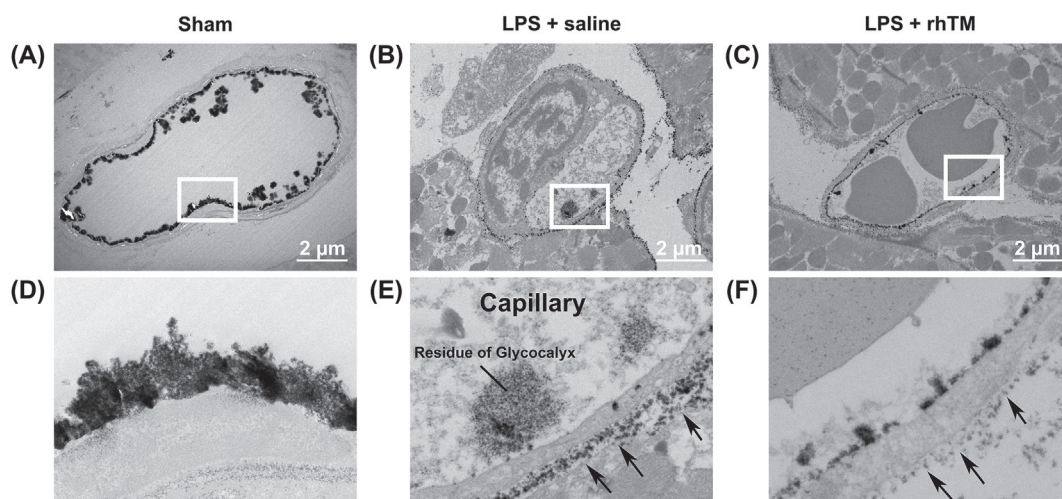 Sham
LPS + saline
LPS + rhTM
(A)
(B)
(C)
2 μm
2 μm
2 μm
(D)
(E)
(F)
Capillary
Residue of Glycocalyx